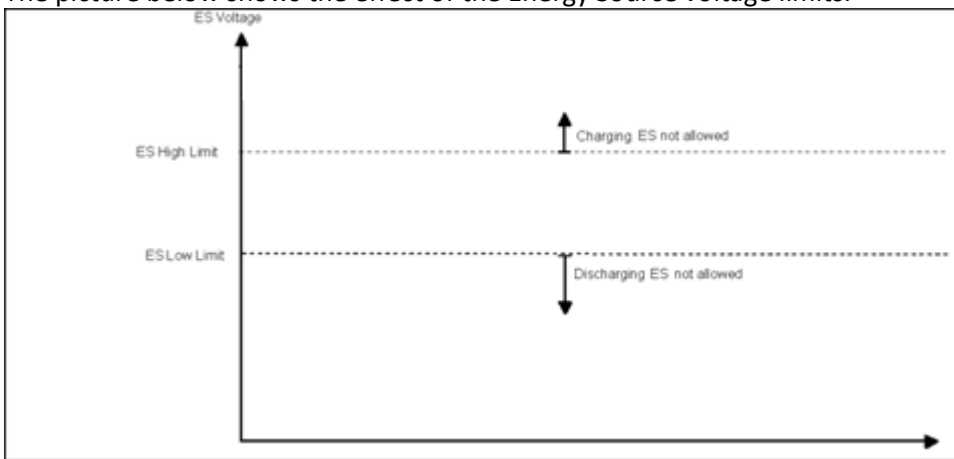 The picture below shows the effect of the Energy Source voltage limits.
ES Voltage
Charging ES not allowed
ES High Limit
ES Low Limit
Discharging ES not allowed